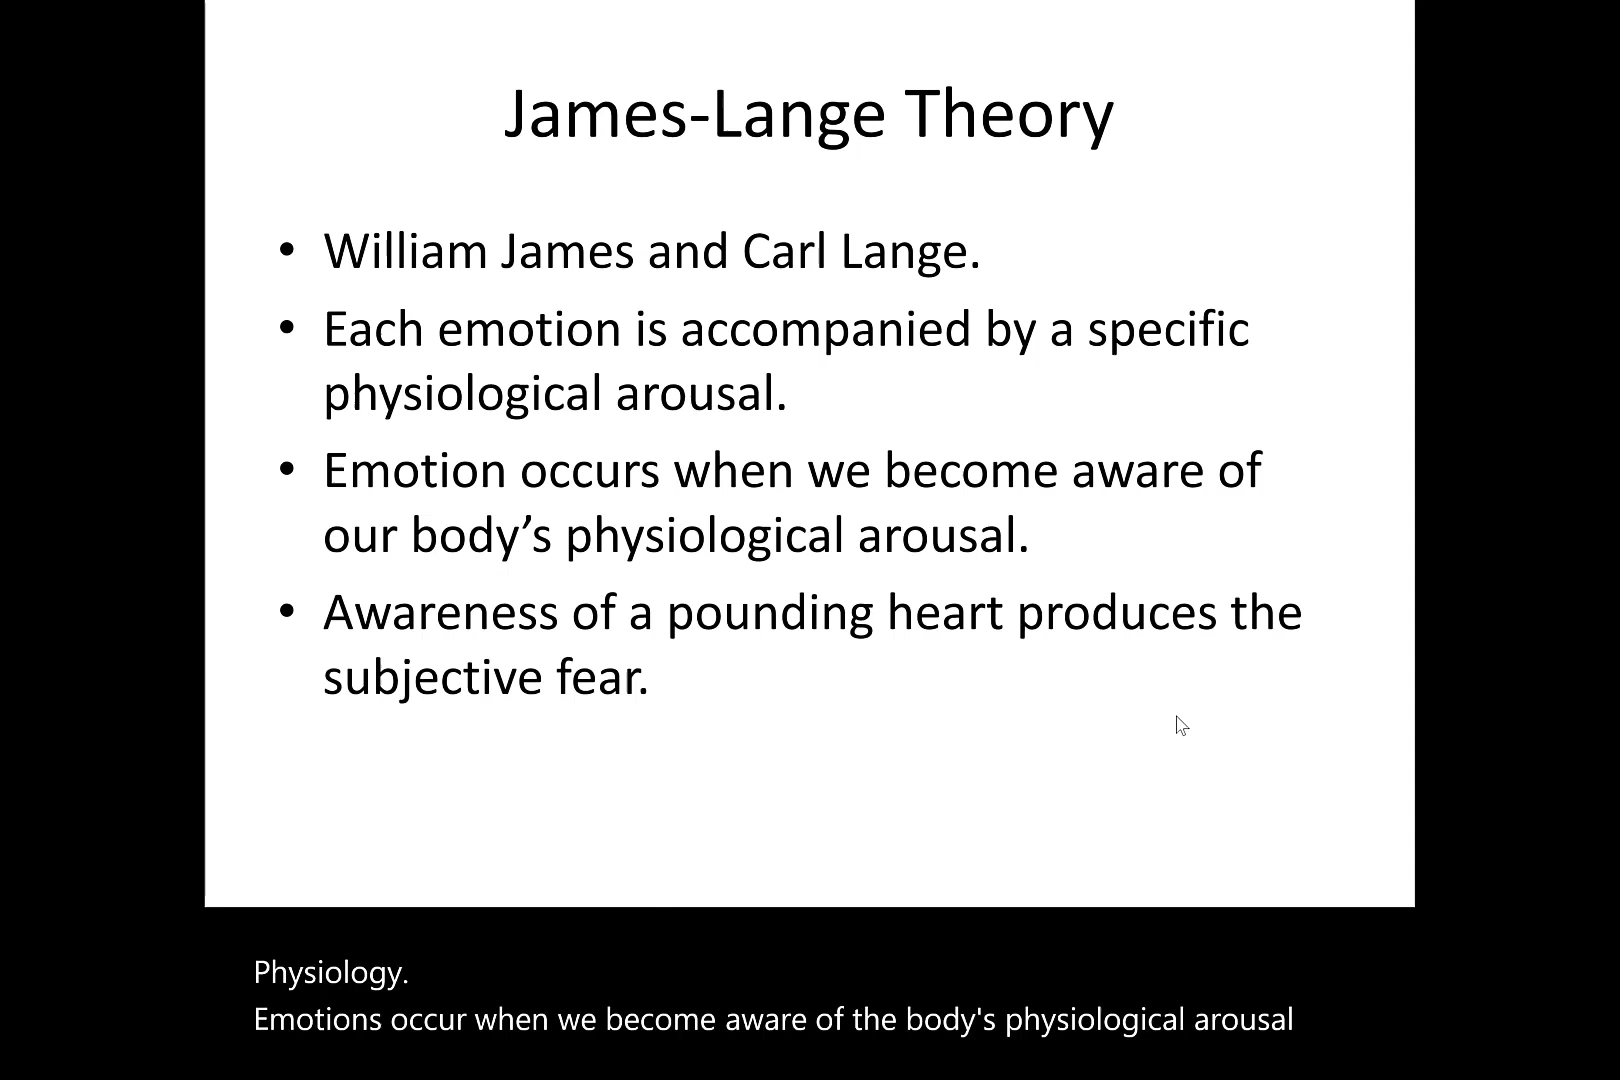 James-Lange Theory
• William James and Carl Lange.
• Each emotion is accompanied by a specific
physiological arousal.
• Emotion occurs when we become aware of
our body’s physiological arousal.
• Awareness of a pounding heart produces the
subjective fear.
Physiology.
Emotions occur when we become aware of the body's physiological arousal